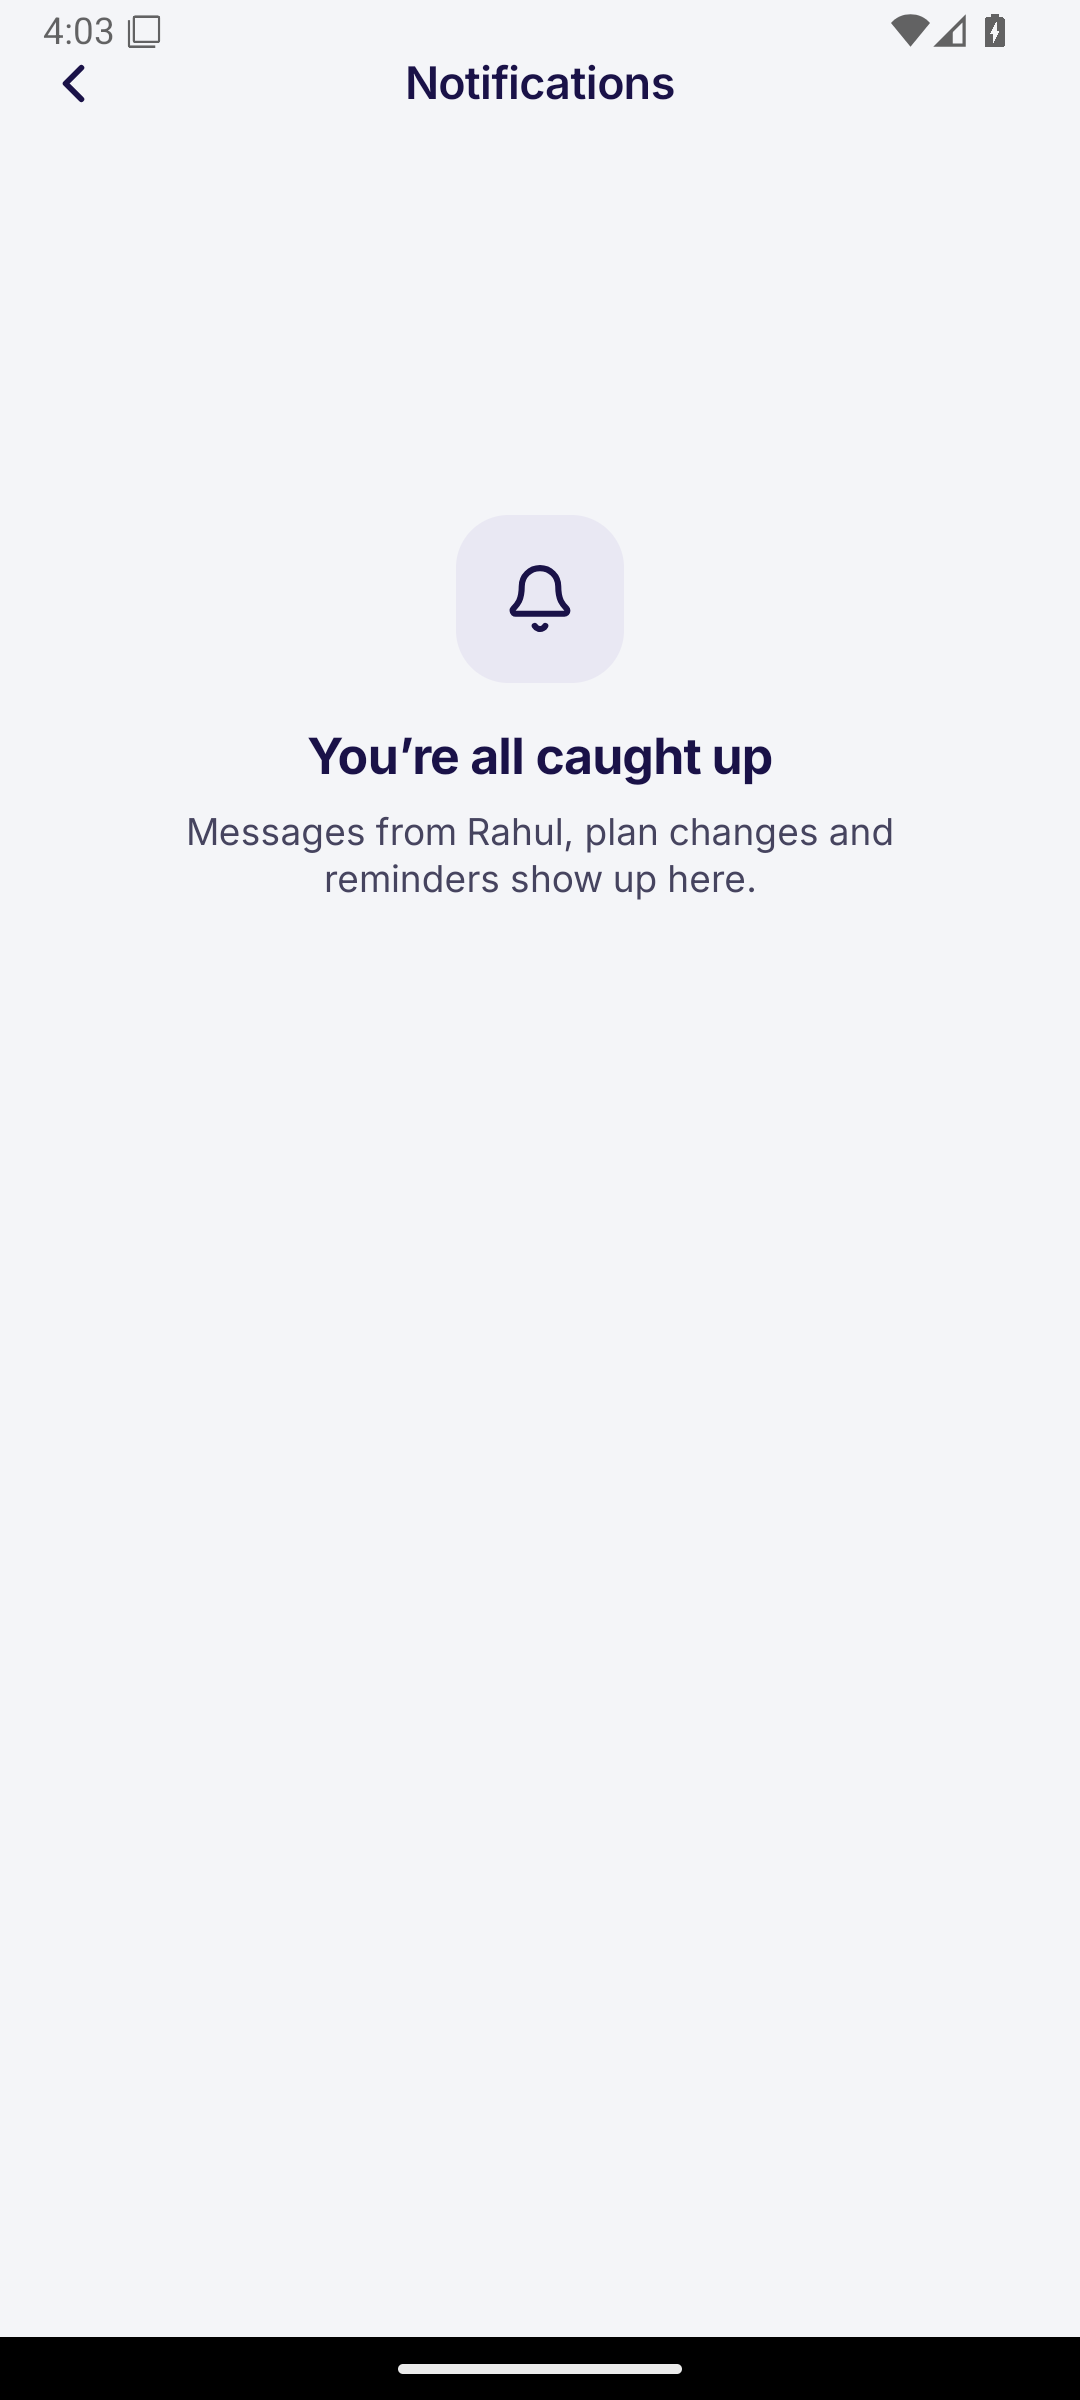 4:03
Notifications
You’re all caught up
Messages from Rahul, plan changes and
reminders show up here.